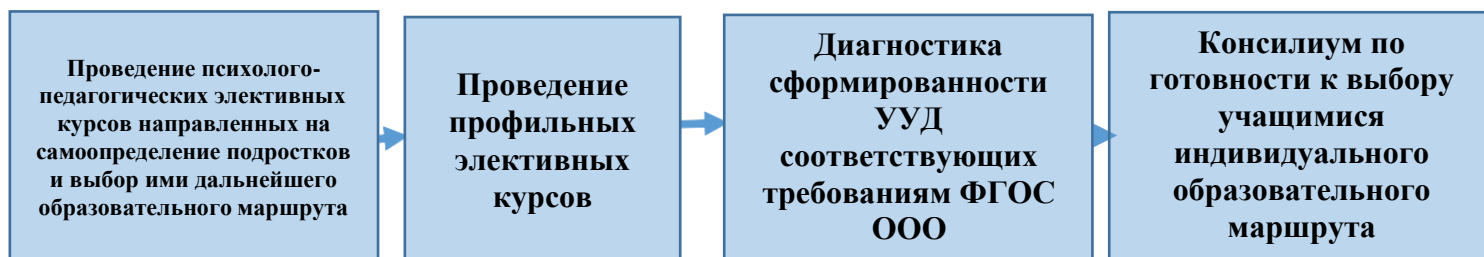 Проведение психолого-
педагогических элективных
курсов направленных на
самоопределение подростков
и выбор ими дальнейшего
образовательного маршрута
Проведение
профильных
элективных
курсов
Диагностика
сформированности
УУД
соответствующих
требованиям ФГОС
ООО
Консилиум по
готовности к выбору
учащимися
индивидуального
образовательного
маршрута